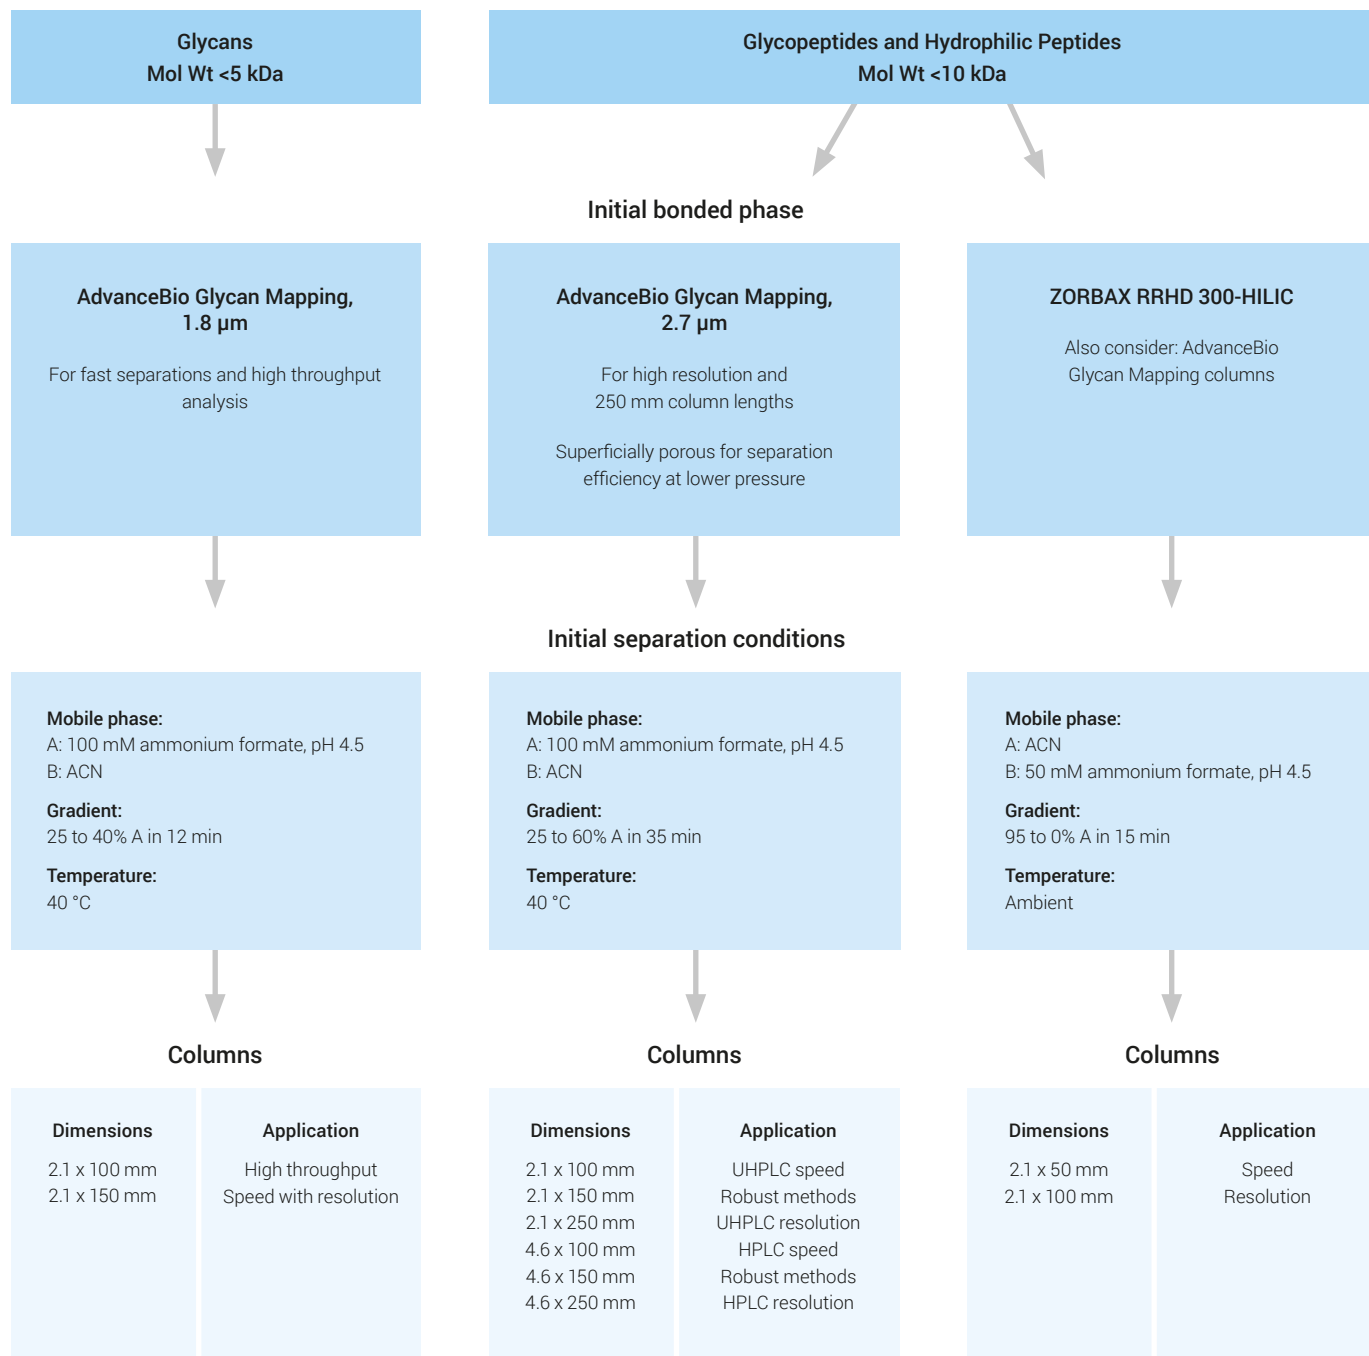 Glycans
Mol Wt <5 kDa
Glycopeptides and Hydrophilic Peptides
Mol Wt <10 kDa
Initial bonded phase
AdvanceBio Glycan Mapping,
1.8 µm
For fast separations and high throughput
analysis
AdvanceBio Glycan Mapping,
2.7 µm
For high resolution and
250 mm column lengths
Superficially porous for separation
efficiency at lower pressure
ZORBAX RRHD 300-HILIC
Also consider: AdvanceBio
Glycan Mapping columns
Initial separation conditions
Mobile phase:
A: 100 mM ammonium formate, pH 4.5
B: ACN
Gradient:
25 to 40% A in 12 min
Temperature:
40 °C
Mobile phase:
A: 100 mM ammonium formate, pH 4.5
B: ACN
Gradient:
25 to 60% A in 35 min
Temperature:
40 °C
Mobile phase:
A: ACN
B: 50 mM ammonium formate, pH 4.5
Gradient:
95 to 0% A in 15 min
Temperature:
Ambient
Columns
Dimensions Application
2.1 x 100 mm High throughput
2.1 x 150 mm Speed with resolution
Columns
Dimensions Application
2.1 x 100 mm UHPLC speed
2.1 x 150 mm Robust methods
2.1 x 250 mm UHPLC resolution
4.6 x 100 mm HPLC speed
4.6 x 150 mm Robust methods
4.6 x 250 mm HPLC resolution
Columns
Dimensions Application
2.1 x 50 mm Speed
2.1 x 100 mm Resolution